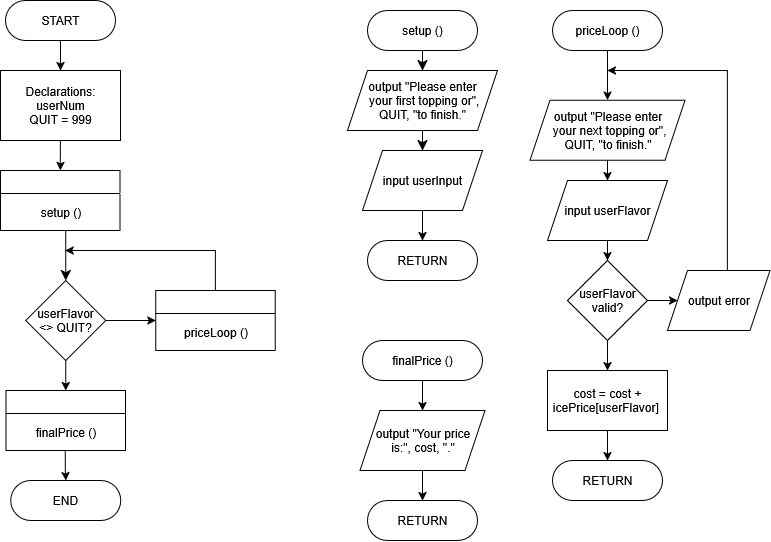 START
Declarations:
userNum
QUIT = 999
setup ()
userFlavor
<> QUIT?
priceLoop ()
finalPrice ()
END
setup ()
output "Please enter
your first topping or",
QUIT, "to finish."
input userInput
RETURN
finalPrice ()
output "Your price
is:", cost, "."
RETURN
priceLoop ()
output "Please enter
your next topping or",
QUIT, "to finish."
input userFlavor
userFlavor
valid?
output error
cost = cost +
icePrice[userFlavor]
RETURN